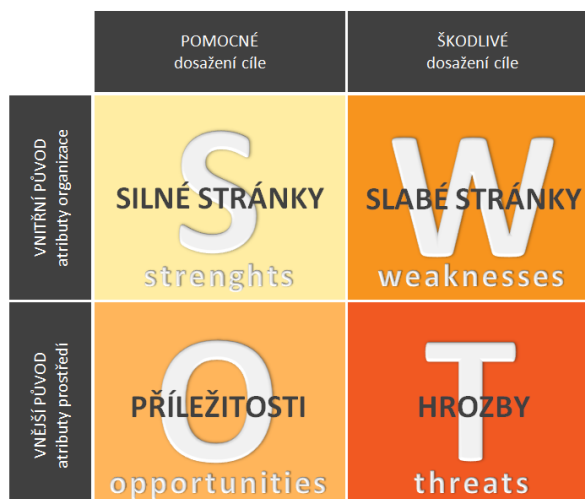 POMOCNÉ
dosažení cíle
ŠKODLIVÉ
dosažení cíle
VNITŘNÍ PŮVOD
atributy organizace
S
SILNÉ STRÁNKY
strenghts
W
SLABÉ STRÁNKY
weaknesses
VNĚJŠÍ PŮVOD
atributy prostředí
O
PŘÍLEŽITOSTI
opportunities
T
HROZBY
threats